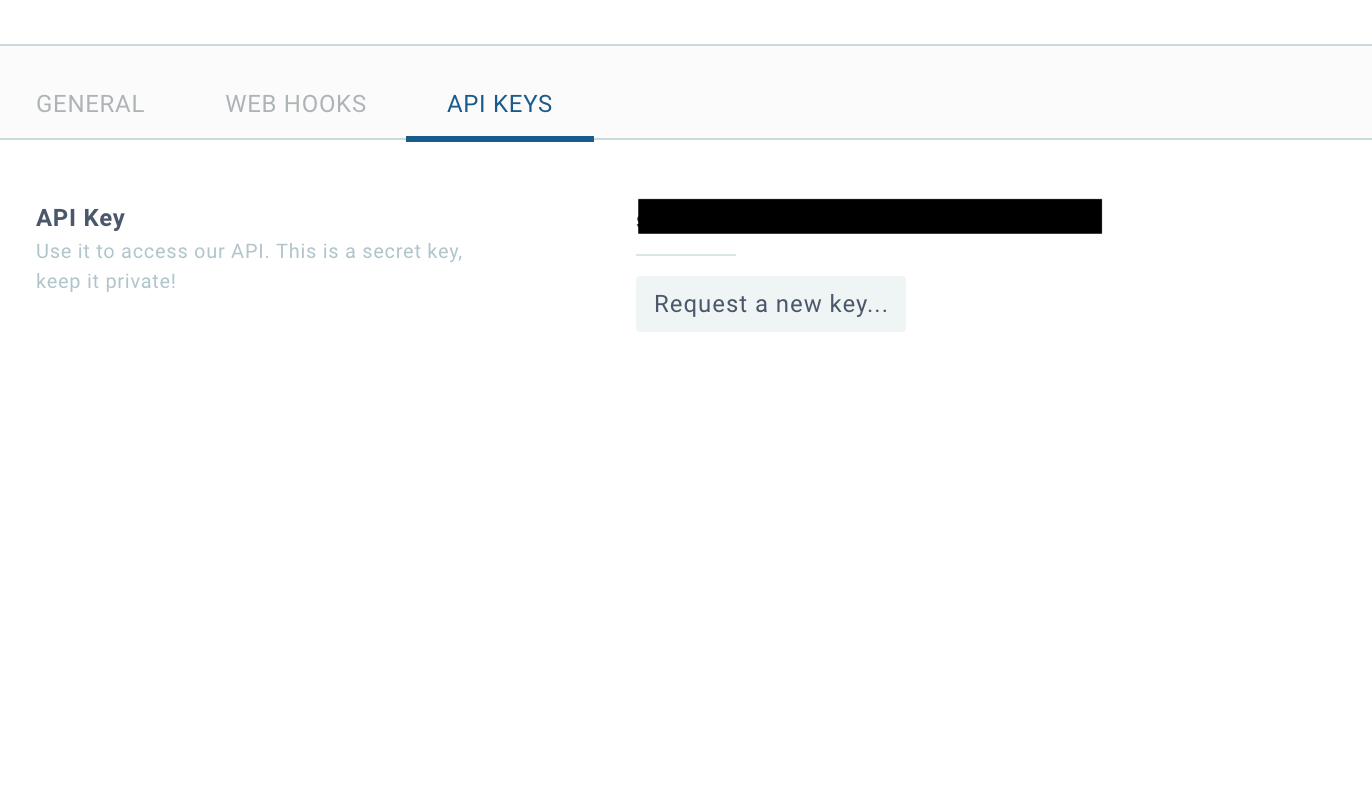 GENERAL
WEB HOOKS
API KEYS
API Key
Use it to access our API. This is a secret key,
keep it private!
Request a new key...